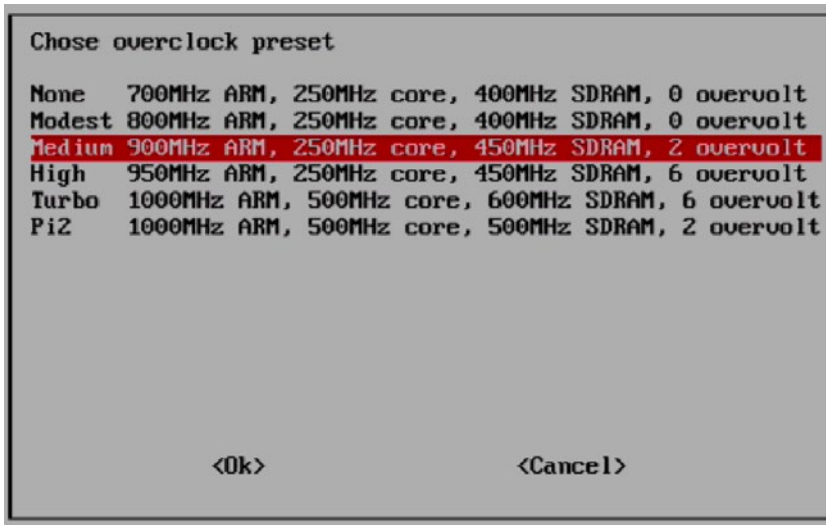 Chose overclock preset
None 700MHz ARM, 250MHz core, 400MHz SDRAM, 0 overvolt
Modest 800MHz ARM, 250MHz core, 400MHz SDRAM, 0 overvolt
Medium 900MHz ARM, 250MHz core, 450MHz SDRAM, 2 overvolt
High 950MHz ARM, 250MHz core, 450MHz SDRAM, 6 overvolt
Turbo 1000MHz ARM, 500MHz core, 600MHz SDRAM, 6 overvolt
Pi2 1000MHz ARM, 500MHz core, 500MHz SDRAM, 2 overvolt
<Ok> <Cancel>